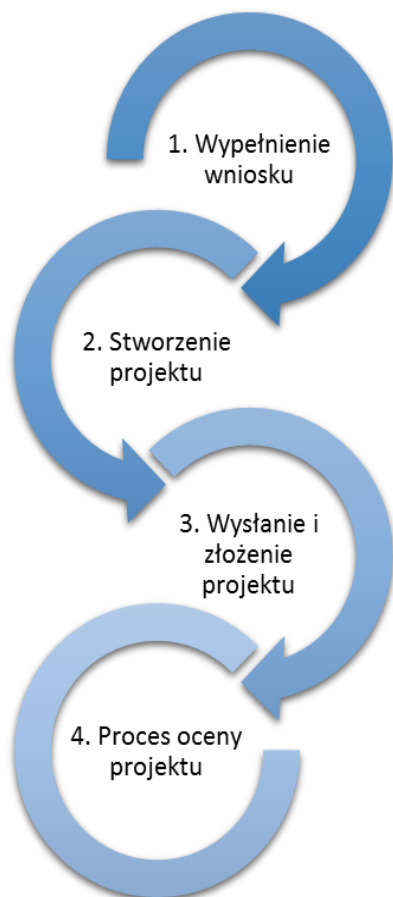 1. Wypełnienie
wniosku
2. Stworzenie
projektu
3. Wysłanie i
złożenie
projektu
4. Proces oceny
projektu